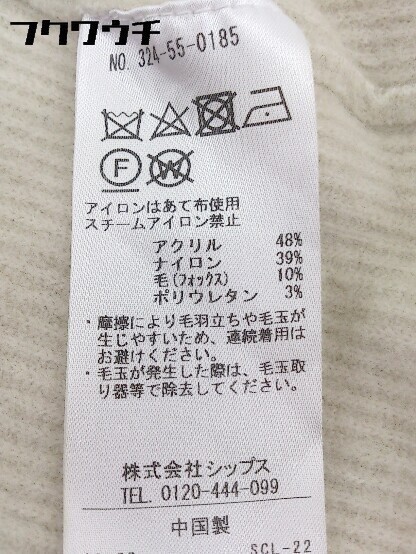 フクウウチ
NO. 324-55-0185
F W
アイロンはあて布使用
スチームアイロン禁止
アクリル 48%
ナイロン 39%
毛(フォックス) 10%
ポリウレタン 3%
・摩擦により毛羽立ちや毛玉が
生じやすいため、連続着用は
お避けください。
・毛玉が発生した際は、毛玉取
り器等で除去してください。
株式会社シップス
TEL. 0120-444-099
中国製
SCL-22